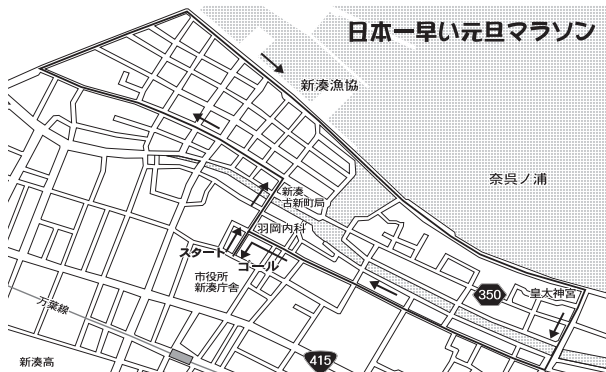 日本一早い元旦マラソン
新湊漁協
奈呉ノ浦
新湊
古新町局
羽岡内科
スタート
ゴール
市役所
新湊庁舎
350
皇太神宮
万葉線
415
新湊高